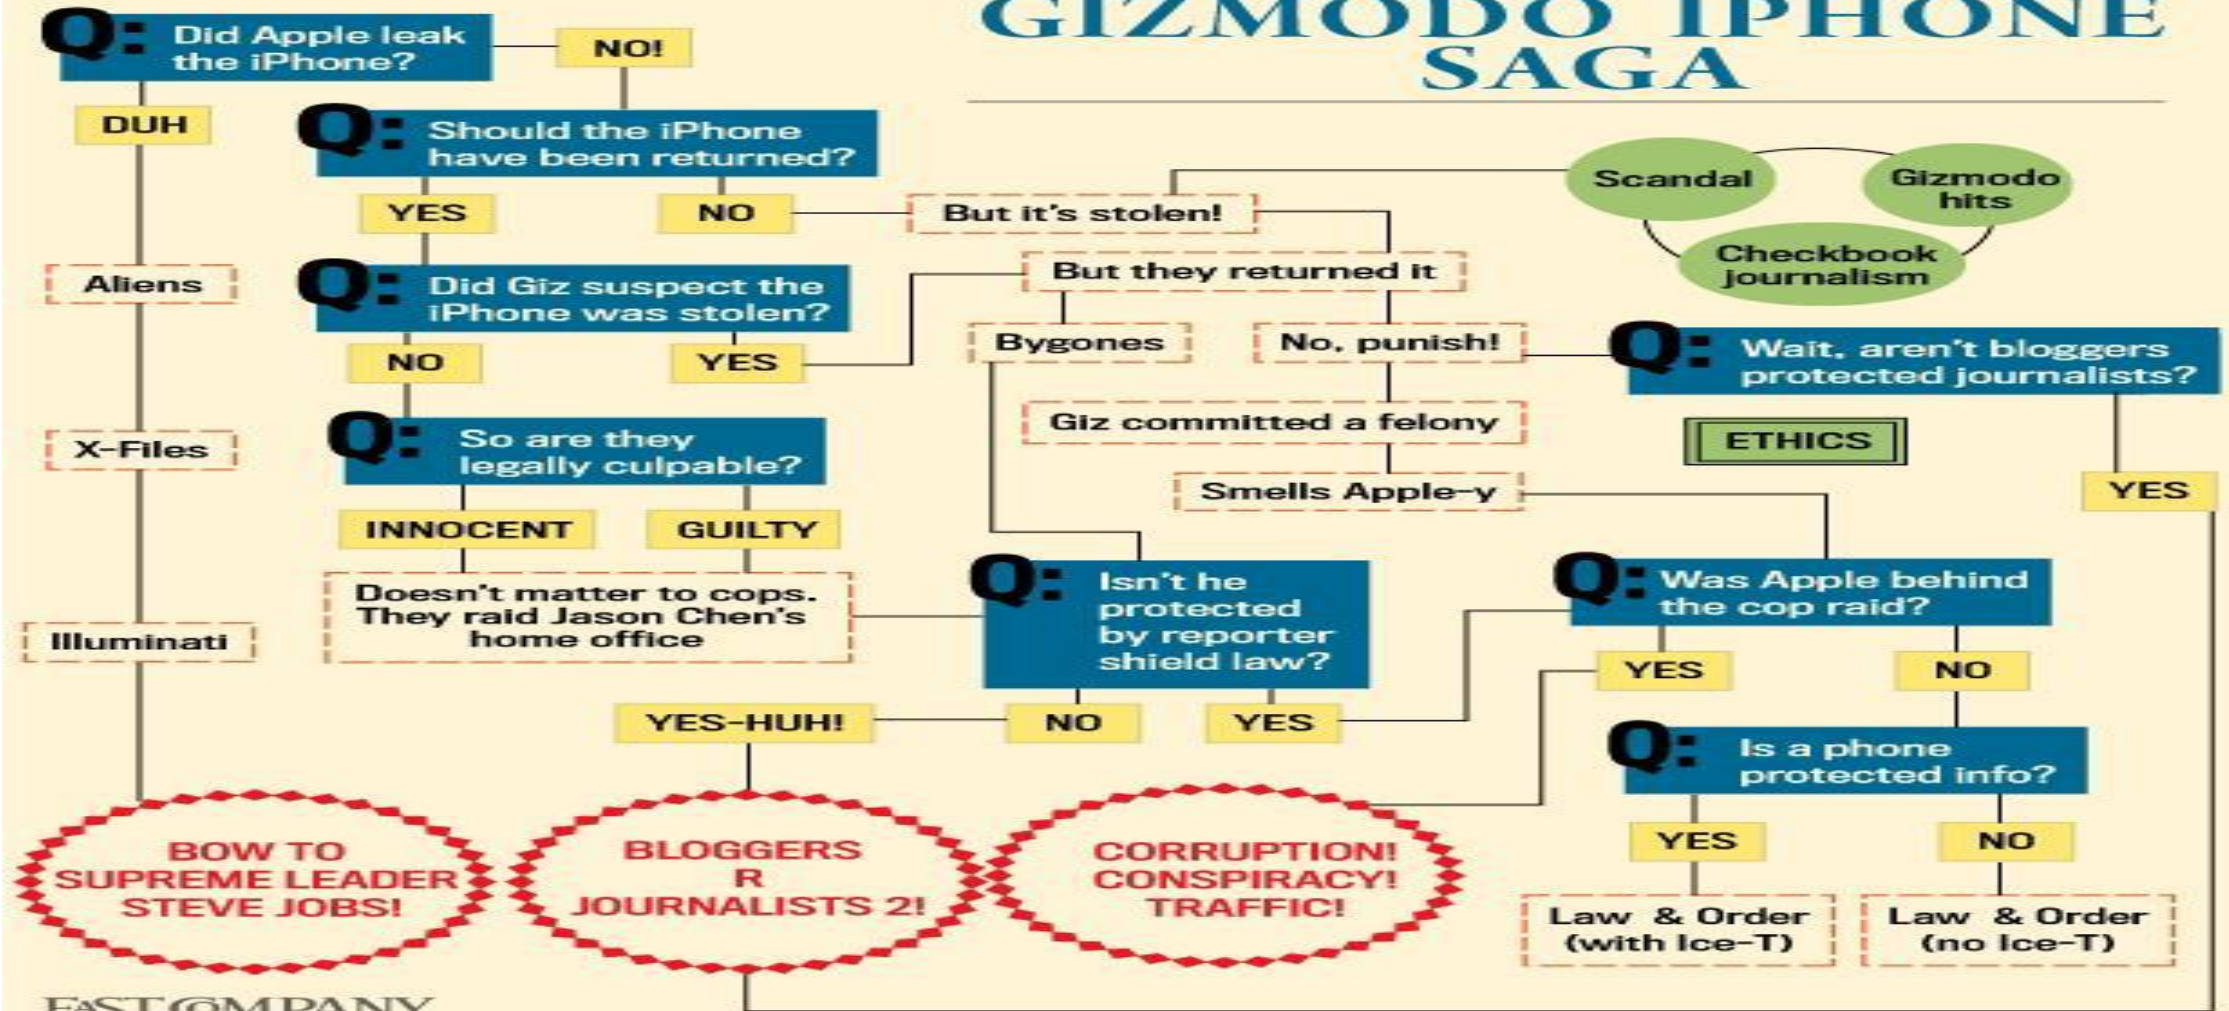 GIZMODO IPHONE
SAGA
Q: Did Apple leak
the iPhone?
NO!
DUH
Q: Should the iPhone
have been returned?
YES
NO
But it's stolen!
Scandal
Gizmodo
hits
Checkbook
journalism
Aliens
Q: Did Giz suspect the
iPhone was stolen?
But they returned it
NO
YES
Bygones
No, punish!
Q: Wait, aren't bloggers
protected journalists?
X-Files
Q: So are they
legally culpable?
Giz committed a felony
ETHICS
Smells Apple-y
YES
INNOCENT
GUILTY
Doesn't matter to cops.
They raid Jason Chen's
home office
Q: Isn't he
protected
by reporter
shield law?
Q: Was Apple behind
the cop raid?
Illuminati
YES
NO
YES-HUH!
NO
YES
Q: Is a phone
protected info?
YES
NO
BOW TO
SUPREME LEADER
STEVE JOBS!
BLOGGERS
R
JOURNALISTS 2!
CORRUPTION!
CONSPIRACY!
TRAFFIC!
Law & Order
(with Ice-T)
Law & Order
(no Ice-T)
FAST COMPANY